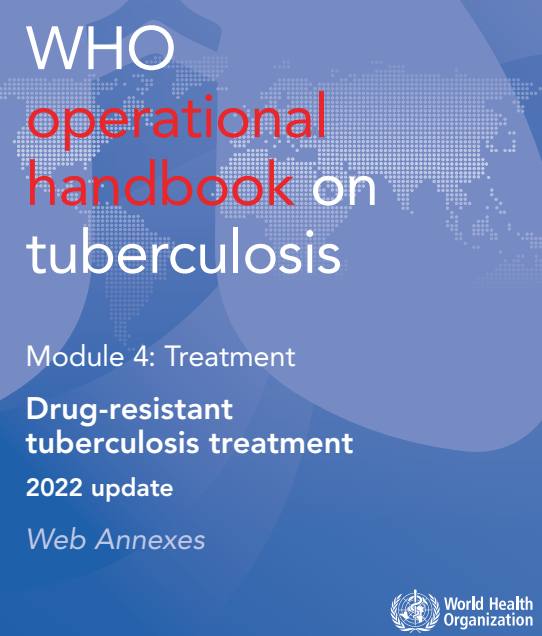 WHO
operational
handbook on
tuberculosis
Module 4: Treatment
Drug-resistant
tuberculosis treatment
2022 update
Web Annexes
World Health
Organization